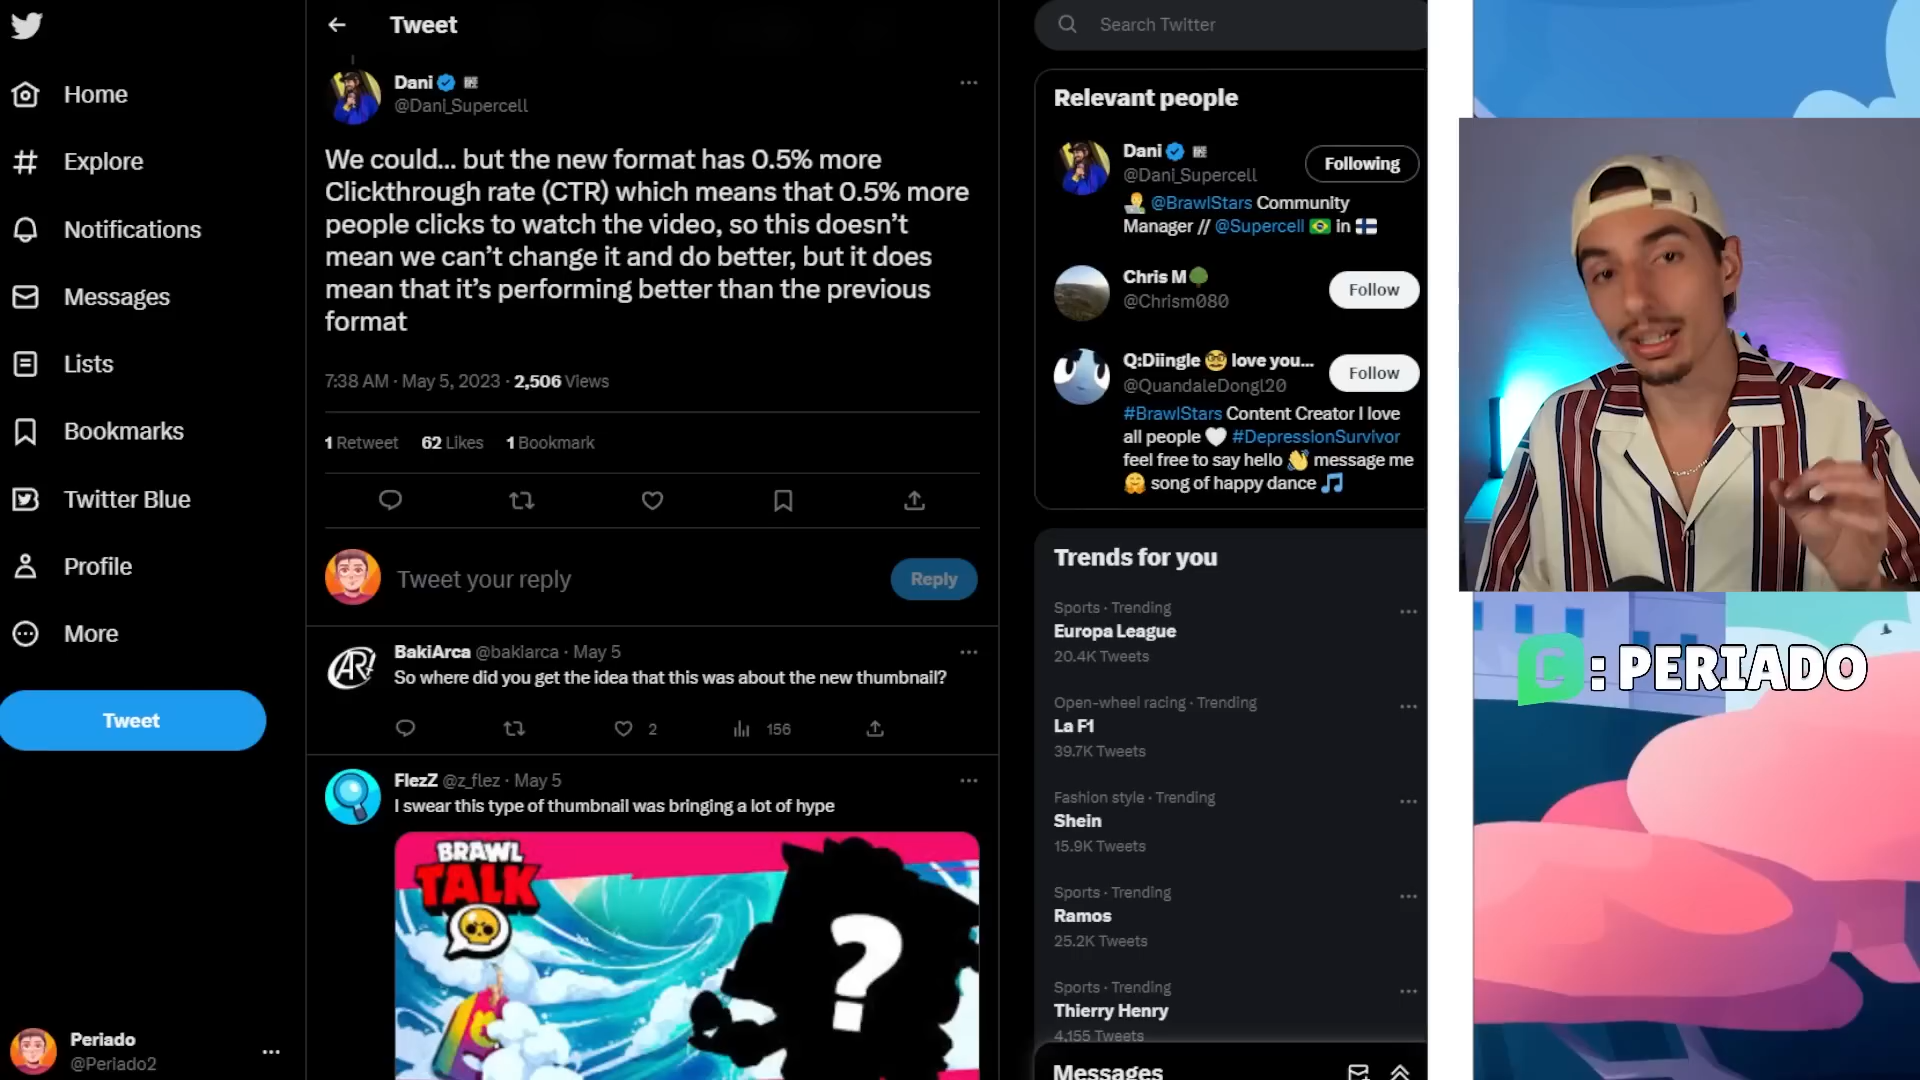 Home
Explore
Notifications
Messages
Lists
Bookmarks
Twitter Blue
Profile
More
Tweet
Periado
@Periado2
Tweet
Dani
@Dani_Supercell
We could... but the new format has 0.5% more
Clickthrough rate (CTR) which means that 0.5% more
people clicks to watch the video, so this doesn't
mean we can't change it and do better, but it does
mean that it's performing better than the previous
format
7:38 AM · May 5, 2023 · 2,506 Views
1 Retweet 62 Likes 1 Bookmark
Tweet your reply
Reply
BakiArca @bakiarca · May 5
So where did you get the idea that this was about the new thumbnail?
2
156
FlezZ @z_flez · May 5
I swear this type of thumbnail was bringing a lot of hype
BRAWL
TALK
?
Search Twitter
Relevant people
Dani
@Dani_Supercell
Following
@BrawlStars Community
Manager // @Supercell 🇧🇷 in 🇫🇮
Chris M🌳
@Chrism080
Follow
Q:Diingle 🤓 love you...
@QuandaleDongl20
Follow
#BrawlStars Content Creator I love
all people 🤍 #DepressionSurvivor
feel free to say hello 👋 message me
🤗 song of happy dance 🎵
Trends for you
Sports · Trending
Europa League
20.4K Tweets
Open-wheel racing · Trending
La F1
39.7K Tweets
Fashion style · Trending
Shein
15.9K Tweets
Sports · Trending
Ramos
25.2K Tweets
Sports · Trending
Thierry Henry
4,155 Tweets
Messages
C : PERIADO